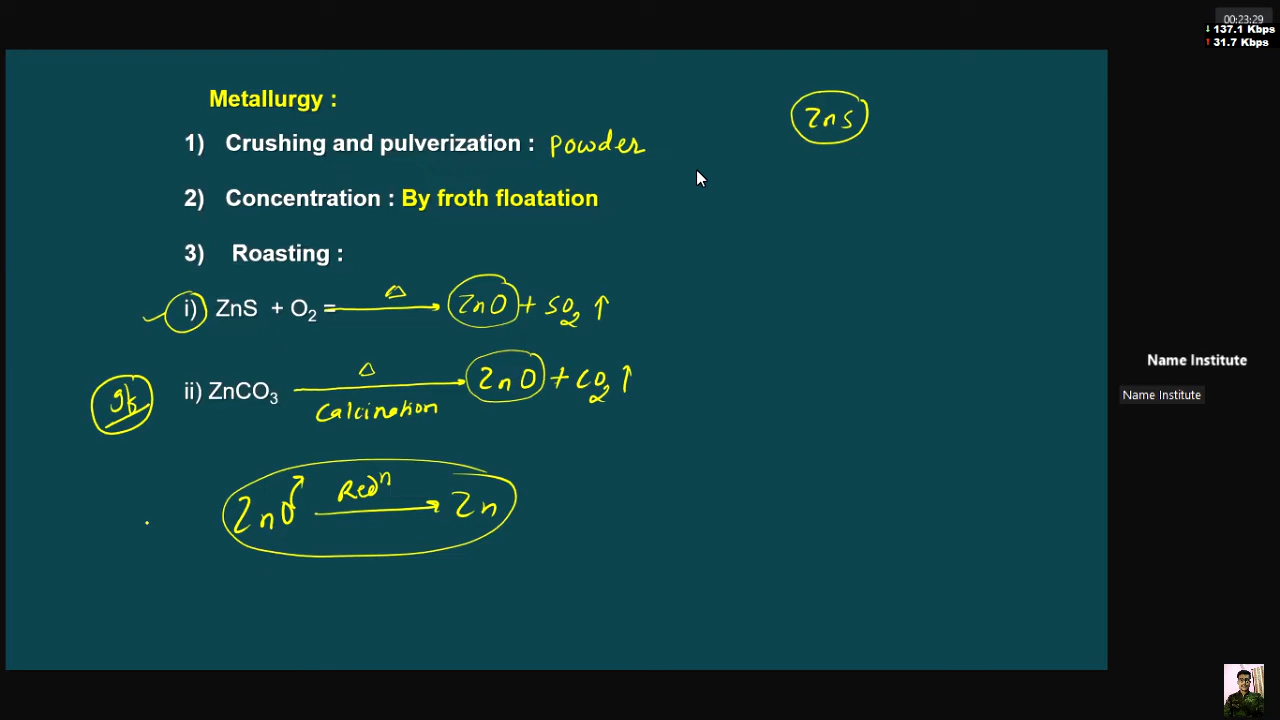 00:23:29
↓ 137.1 Kbps
↑ 31.7 Kbps
Metallurgy :
ZnS
1) Crushing and pulverization : Powder
2) Concentration : By froth floatation
3) Roasting :
i) ZnS + O₂ = Δ → ZnO + SO₂ ↑
ii) ZnCO₃ Δ → ZnO + CO₂ ↑
Calcination
ZnO Redⁿ → Zn
Name Institute
Name Institute